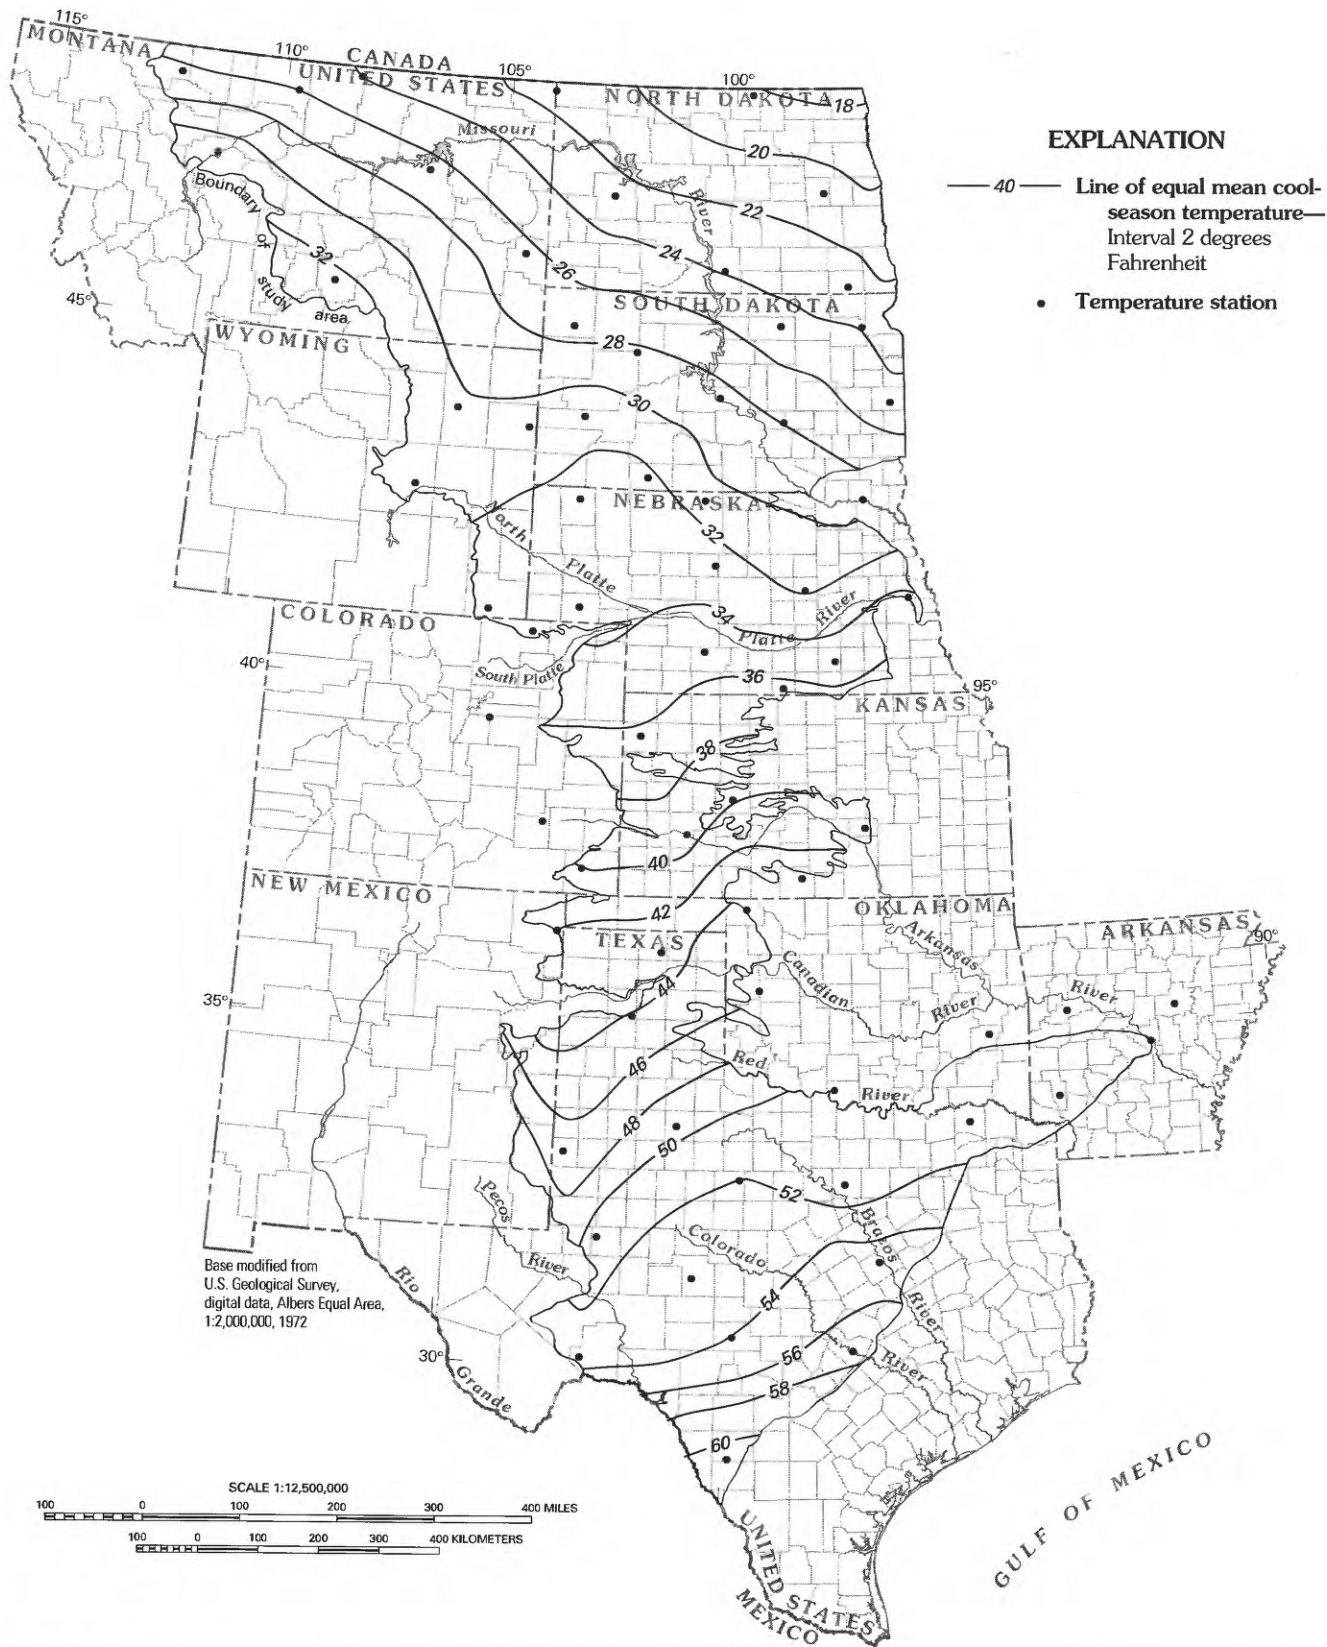 115°
MONTANA
110°
CANADA
UNITED STATES
105°
100°
NORTH DAKOTA
18
Missouri
River
20
22
24
26
Boundary
of
study
area
32
45°
SOUTH DAKOTA
WYOMING
28
30
NEBRASKA
North
Platte
River
32
COLORADO
34
Platte
40°
South Platte
36
95°
KANSAS
38
40
NEW MEXICO
42
OKLAHOMA
ARKANSAS
90°
TEXAS
Arkansas
River
Canadian
River
44
35°
46
Red
River
48
50
52
Pecos
River
Brazos
River
Colorado
River
54
56
58
60
Rio
Grande
30°
EXPLANATION
40 Line of equal mean cool-
season temperature—
Interval 2 degrees
Fahrenheit
Temperature station
Base modified from
U.S. Geological Survey,
digital data, Albers Equal Area,
1:2,000,000, 1972
SCALE 1:12,500,000
100 0 100 200 300 400 MILES
100 0 100 200 300 400 KILOMETERS
GULF OF MEXICO
UNITED STATES
MEXICO